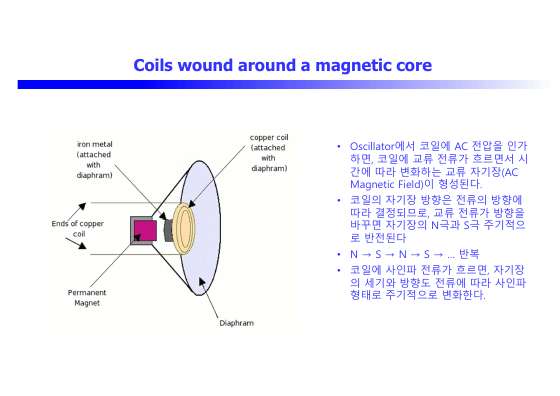 Coils wound around a magnetic core
iron metal
(attached
with
diaphram)
copper coil
(attached
with
diaphram)
Ends of copper
coil
Permanent
Magnet
Diaphram
• Oscillator에서 코일에 AC 전압을 인가
하면, 코일에 교류 전류가 흐르면서 시
간에 따라 변화하는 교류 자기장(AC
Magnetic Field)이 형성된다.
• 코일의 자기장 방향은 전류의 방향에
따라 결정되므로, 교류 전류가 방향을
바꾸면 자기장의 N극과 S극 주기적으
로 반전된다
• N → S → N → S → … 반복
• 코일에 사인파 전류가 흐르면, 자기장
의 세기와 방향도 전류에 따라 사인파
형태로 주기적으로 변화한다.